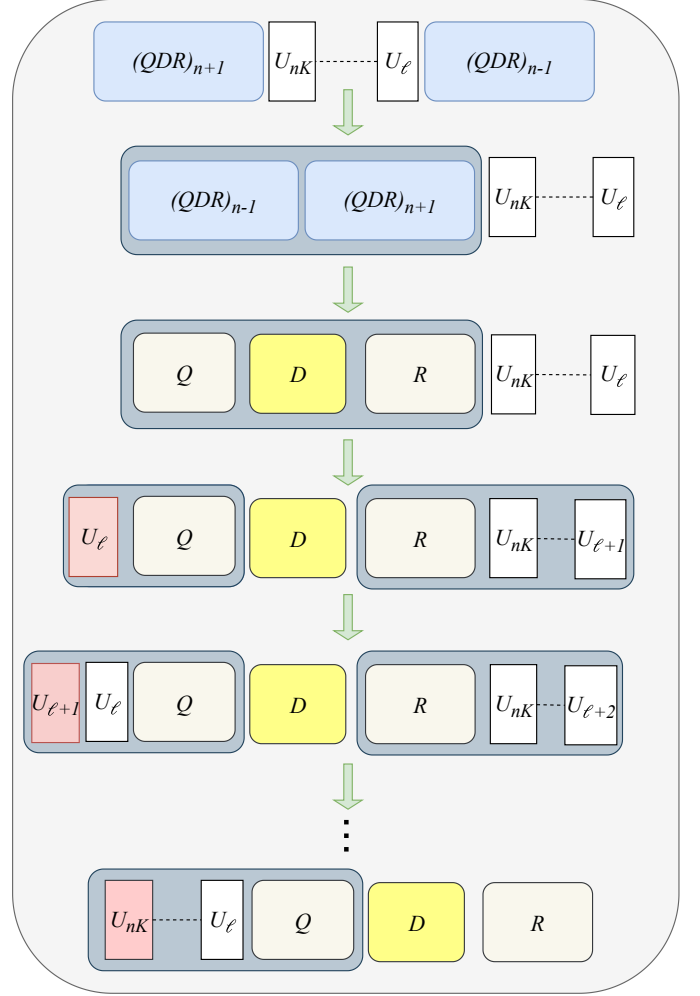 (QDR)n+1 UnK Uℓ (QDR)n-1
(QDR)n-1 (QDR)n+1 UnK Uℓ
Q D R UnK Uℓ
Uℓ Q D R UnK Uℓ+1
Uℓ+1 Uℓ Q D R UnK Uℓ+2
⋮
UnK Uℓ Q D R